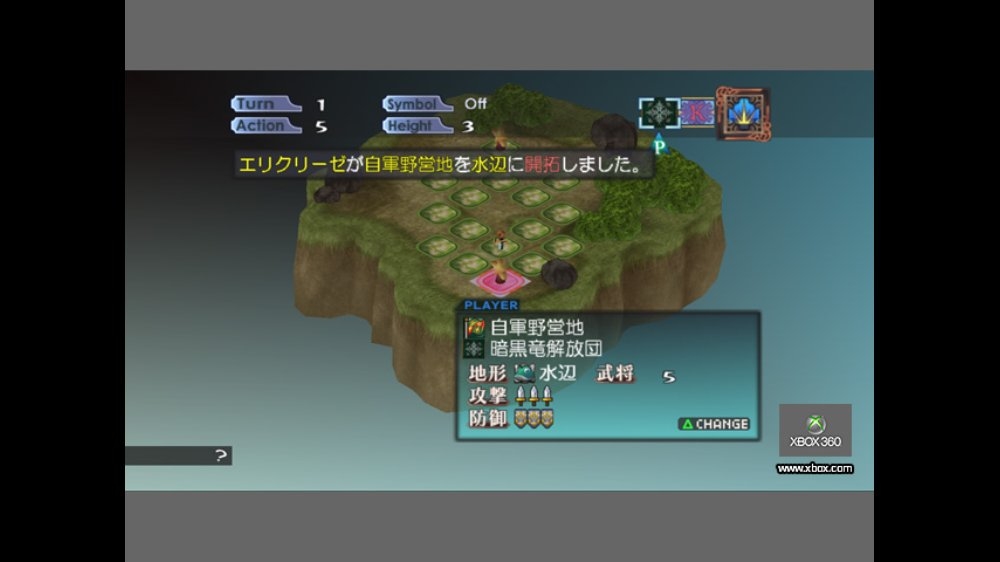 Turn 1 Symbol Off
Action 5 Height 3
K
P
エリクリーゼが自軍野営地を水辺に開拓しました。
PLAYER
自軍野営地
暗黒竜解放団
地形 水辺 武将 5
攻撃
防御
CHANGE
?
XBOX 360
www.xbox.com